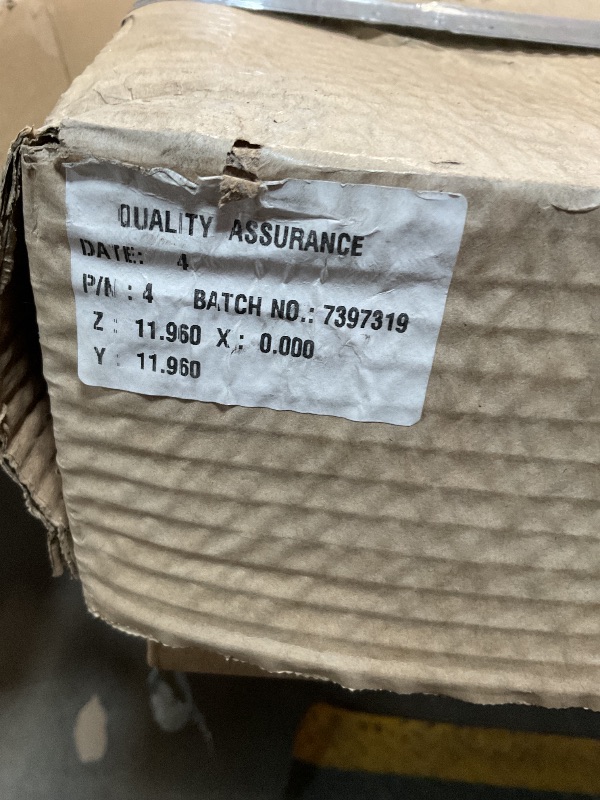 QUALITY ASSURANCE
DATE: 4
P/N : 4 BATCH NO.: 7397319
Z : 11.960 X : 0.000
Y : 11.960